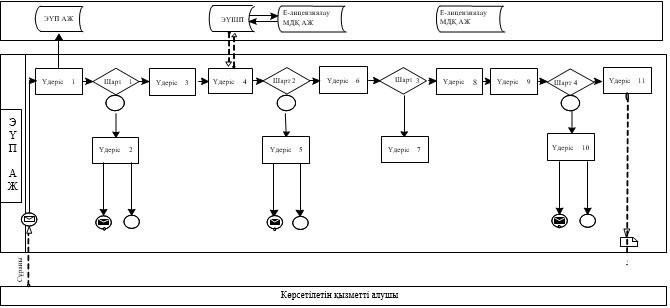 ЭҮП АЖ
ЭҮШП
Е-лицензиялау
МДҚ АЖ
Е-лицензиялау
МДҚ АЖ
Үдеріс 1
Шарт 1
Үдеріс 3
Үдеріс 4
Шарт 2
Үдеріс 6
Шарт 3
Үдеріс 8
Үдеріс 9
Шарт 4
Үдеріс 11
Үдеріс 2
Үдеріс 5
Үдеріс 7
Үдеріс 10
Э
Ү
П
А
Ж
Сұраны
Көрсетілетін қызметті алушы